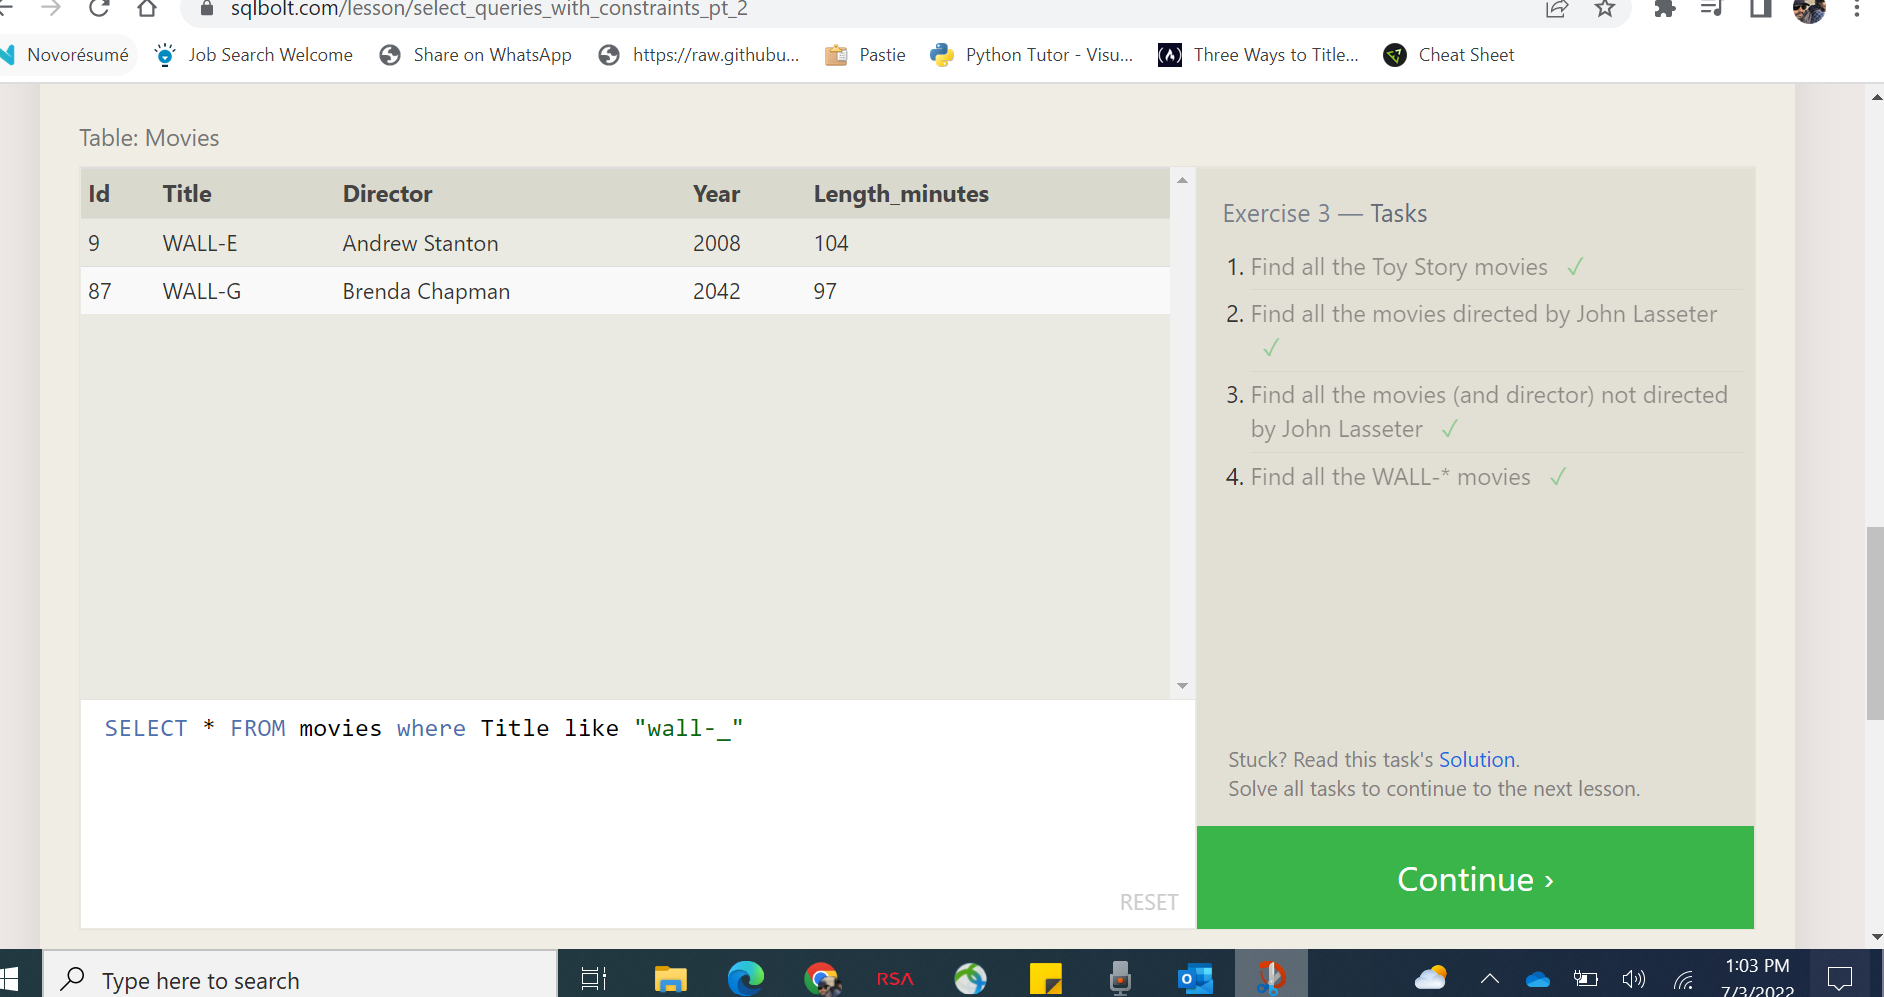 sqlbolt.com/lesson/select_queries_with_constraints_pt_2
Novorésumé Job Search Welcome Share on WhatsApp https://raw.githubu... Pastie Python Tutor - Visu... Three Ways to Title... Cheat Sheet
Table: Movies
Id Title Director Year Length_minutes
9 WALL-E Andrew Stanton 2008 104
87 WALL-G Brenda Chapman 2042 97
SELECT * FROM movies where Title like "wall-_"
RESET
Exercise 3 — Tasks
1. Find all the Toy Story movies ✓
2. Find all the movies directed by John Lasseter
✓
3. Find all the movies (and director) not directed
by John Lasseter ✓
4. Find all the WALL-* movies ✓
Stuck? Read this task's Solution.
Solve all tasks to continue to the next lesson.
Continue ›
Type here to search
RSA
1:03 PM
7/3/2022